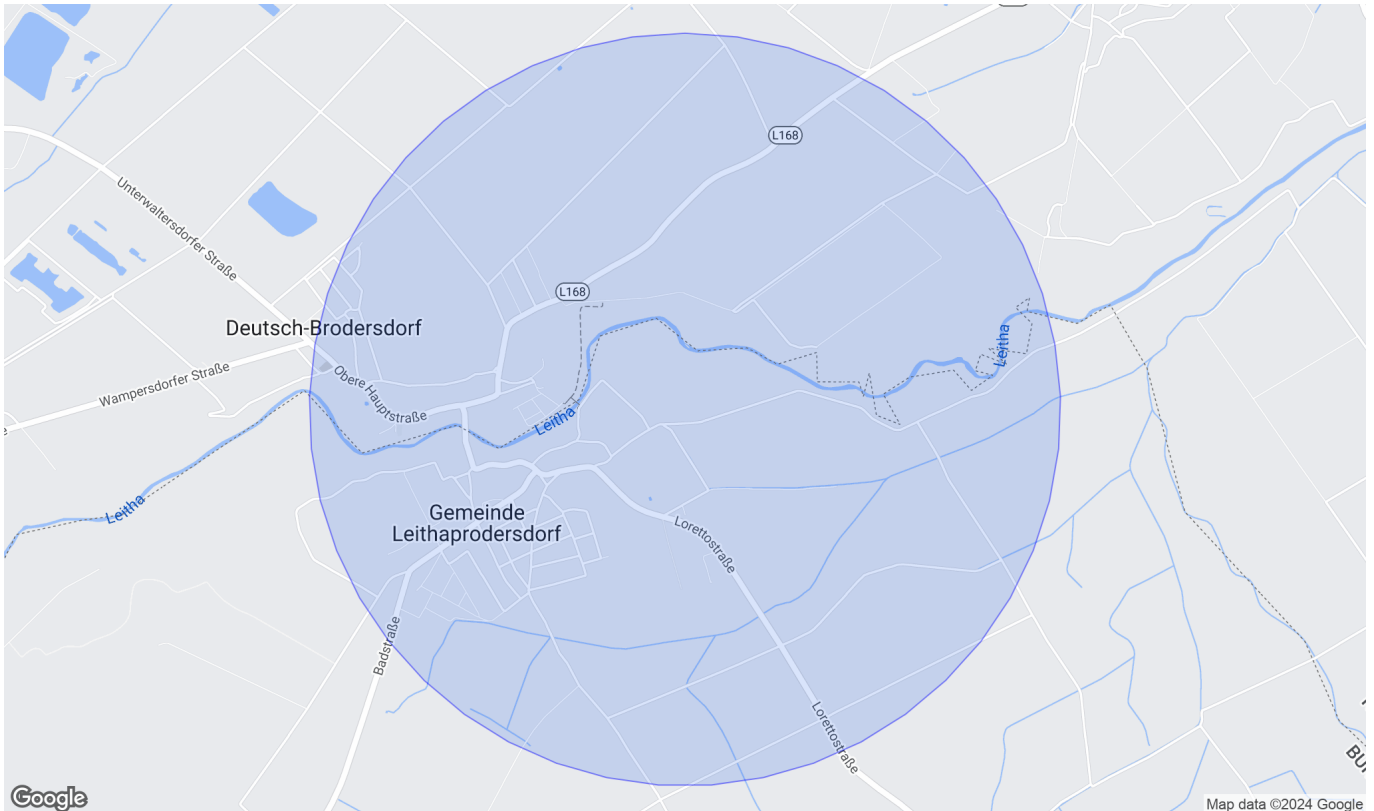 L168
Unterwaltersdorfer Straße
L168
Deutsch-Brodersdorf
Leitha
Wampersdorfer Straße
Obere Hauptstraße
Leitha
Leitha
Gemeinde
Leithaprodersdorf
Lorettostraße
Badstraße
Lorettostraße
Google
Map data ©2024 Google